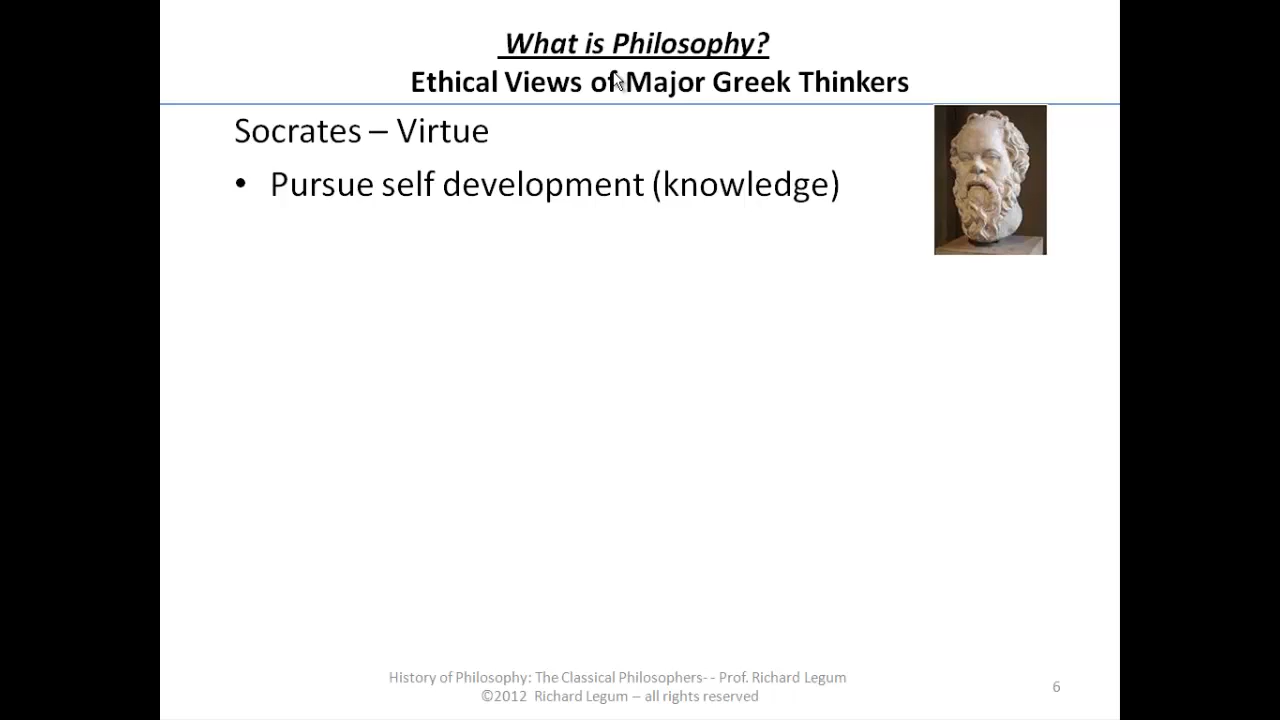 What is Philosophy?
Ethical Views of Major Greek Thinkers
Socrates – Virtue
• Pursue self development (knowledge)
History of Philosophy: The Classical Philosophers- - Prof. Richard Legum
©2012 Richard Legum – all rights reserved
6